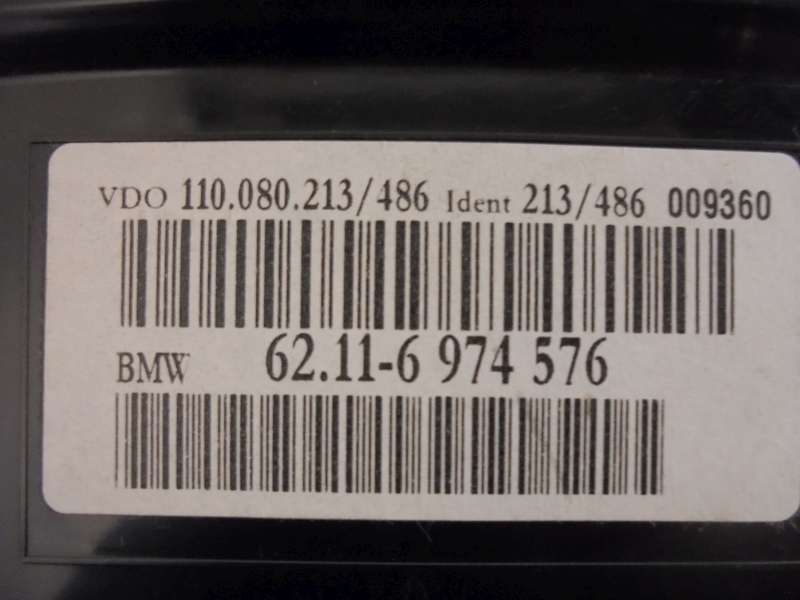 VDO 110.080.213/486 Ident 213/486 009360
BMW 62.11-6 974 576